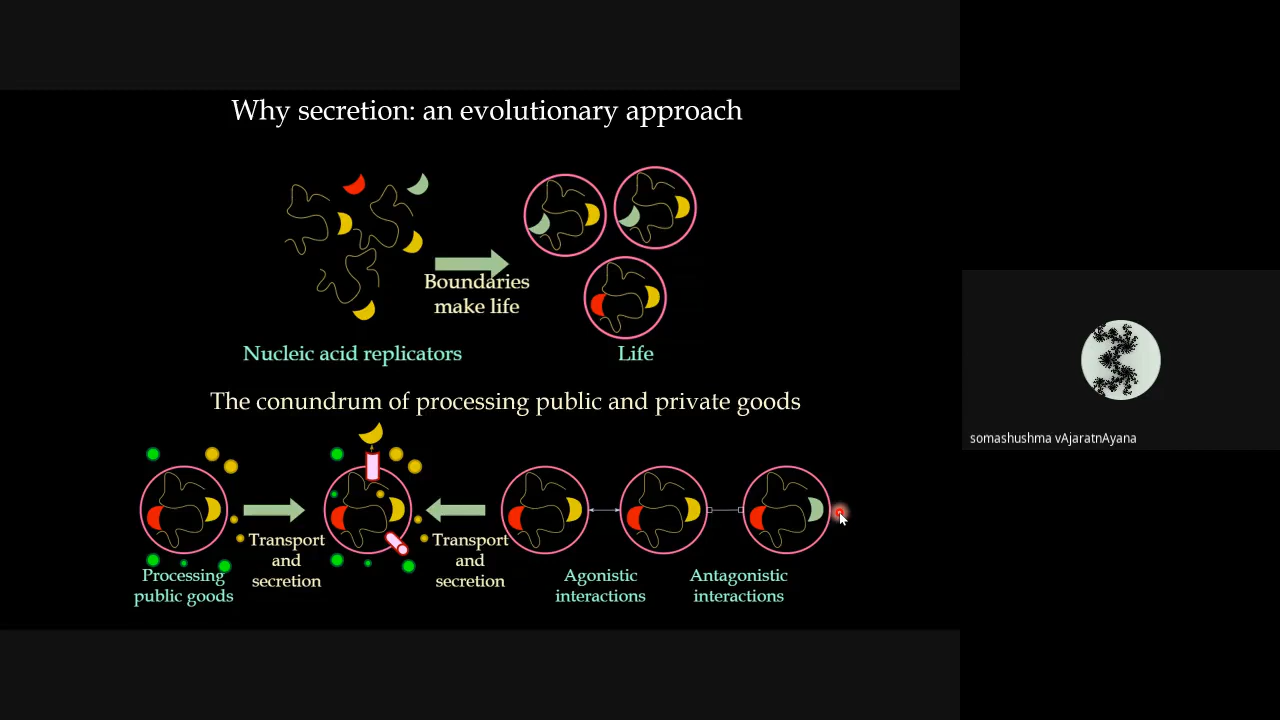 Why secretion: an evolutionary approach
Boundaries
make life
Nucleic acid replicators
Life
The conundrum of processing public and private goods
Transport
and
secretion
Transport
and
secretion
Processing
public goods
Agonistic
interactions
Antagonistic
interactions
somashushma vAjaratnAyana